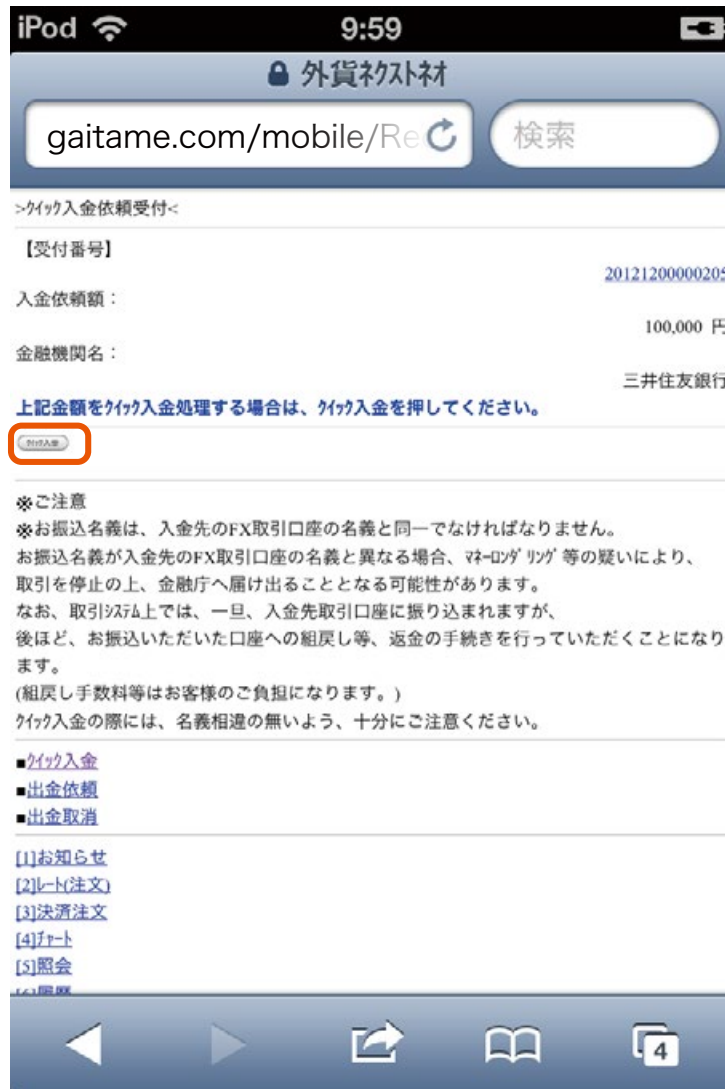 iPod 9:59
外貨ネクストネオ
gaitame.com/mobile/Re 検索
>ｸｲｯｸ入金依頼受付<
【受付番号】
20121200000205
入金依頼額：
100,000 円
金融機関名：
三井住友銀行
上記金額をｸｲｯｸ入金処理する場合は、ｸｲｯｸ入金を押してください。
ｸｲｯｸ入金
※ご注意
※お振込名義は、入金先のFX取引口座の名義と同一でなければなりません。
お振込名義が入金先のFX取引口座の名義と異なる場合、ﾏﾈｰﾛﾝﾀﾞﾘﾝｸﾞ等の疑いにより、
取引を停止の上、金融庁へ届け出ることとなる可能性があります。
なお、取引ｼｽﾃﾑ上では、一旦、入金先取引口座に振り込まれますが、
後ほど、お振込いただいた口座への組戻し等、返金の手続きを行っていただくことになり
ます。
(組戻し手数料等はお客様のご負担になります。)
ｸｲｯｸ入金の際には、名義相違の無いよう、十分にご注意ください。
■ｸｲｯｸ入金
■出金依頼
■出金取消
[1]お知らせ
[2]ﾚｰﾄ(注文)
[3]決済注文
[4]ﾁｬｰﾄ
[5]照会
[6]履歴
4